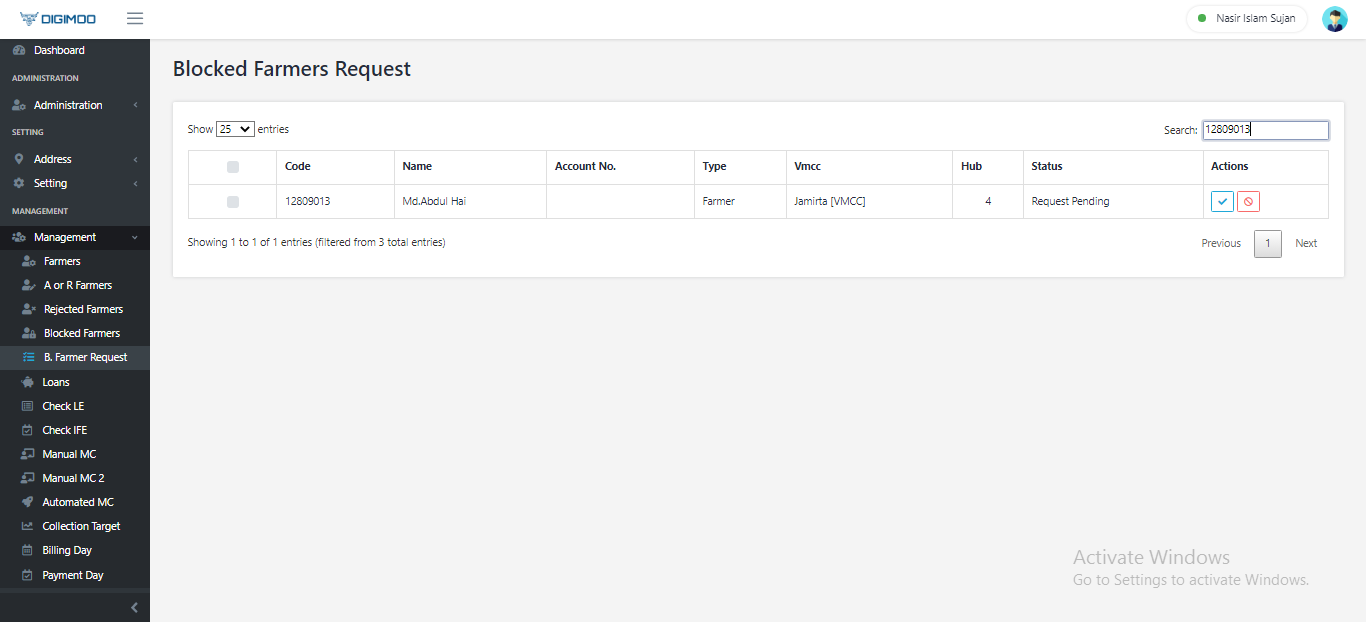 DIGIMOO
Nasir Islam Sujan
Dashboard
ADMINISTRATION
Administration
SETTING
Address
Setting
MANAGEMENT
Management
Farmers
A or R Farmers
Rejected Farmers
Blocked Farmers
B. Farmer Request
Loans
Check LE
Check IFE
Manual MC
Manual MC 2
Automated MC
Collection Target
Billing Day
Payment Day
Blocked Farmers Request
Show 25 entries
Search: 12809013
Code Name Account No. Type Vmcc Hub Status Actions
12809013 Md.Abdul Hai Farmer Jamirta [VMCC] 4 Request Pending
Showing 1 to 1 of 1 entries (filtered from 3 total entries)
Previous 1 Next
Activate Windows
Go to Settings to activate Windows.